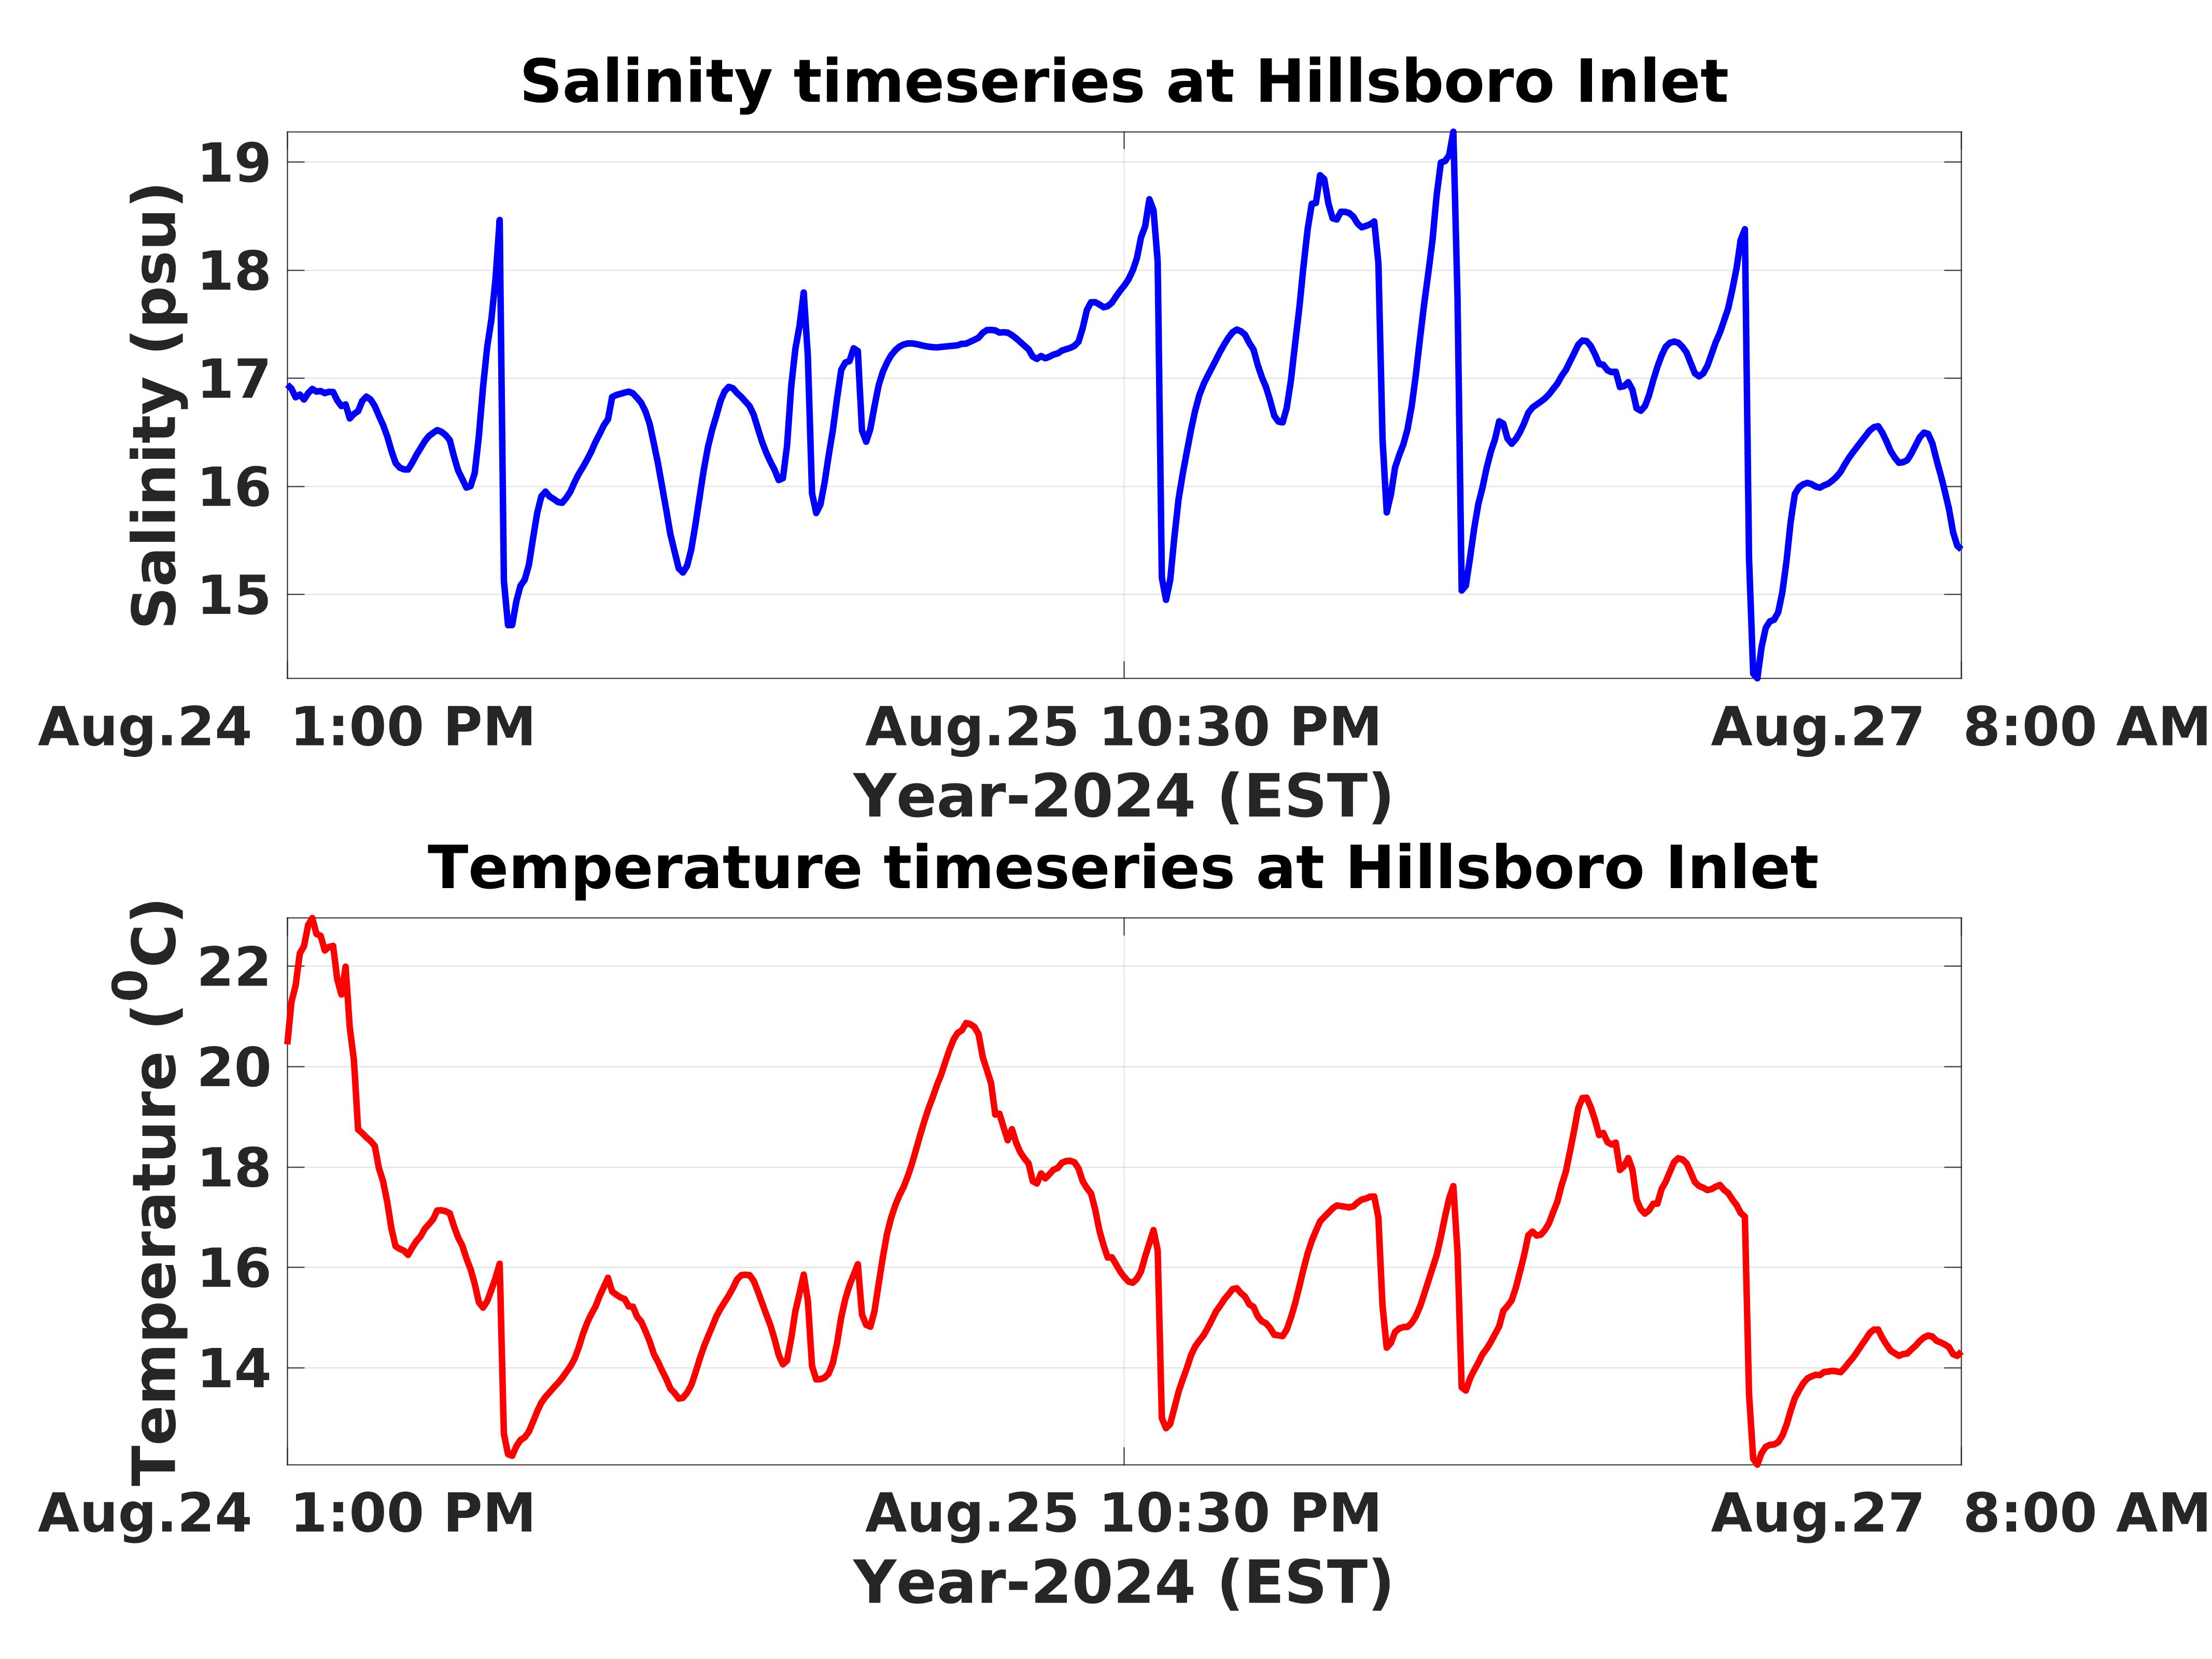 Salinity timeseries at Hillsboro Inlet
Salinity (psu)
19
18
17
16
15
Aug.24 1:00 PM
Aug.25 10:30 PM
Aug.27 8:00 AM
Year-2024 (EST)
Temperature timeseries at Hillsboro Inlet
Temperature (⁰C)
22
20
18
16
14
Aug.24 1:00 PM
Aug.25 10:30 PM
Aug.27 8:00 AM
Year-2024 (EST)